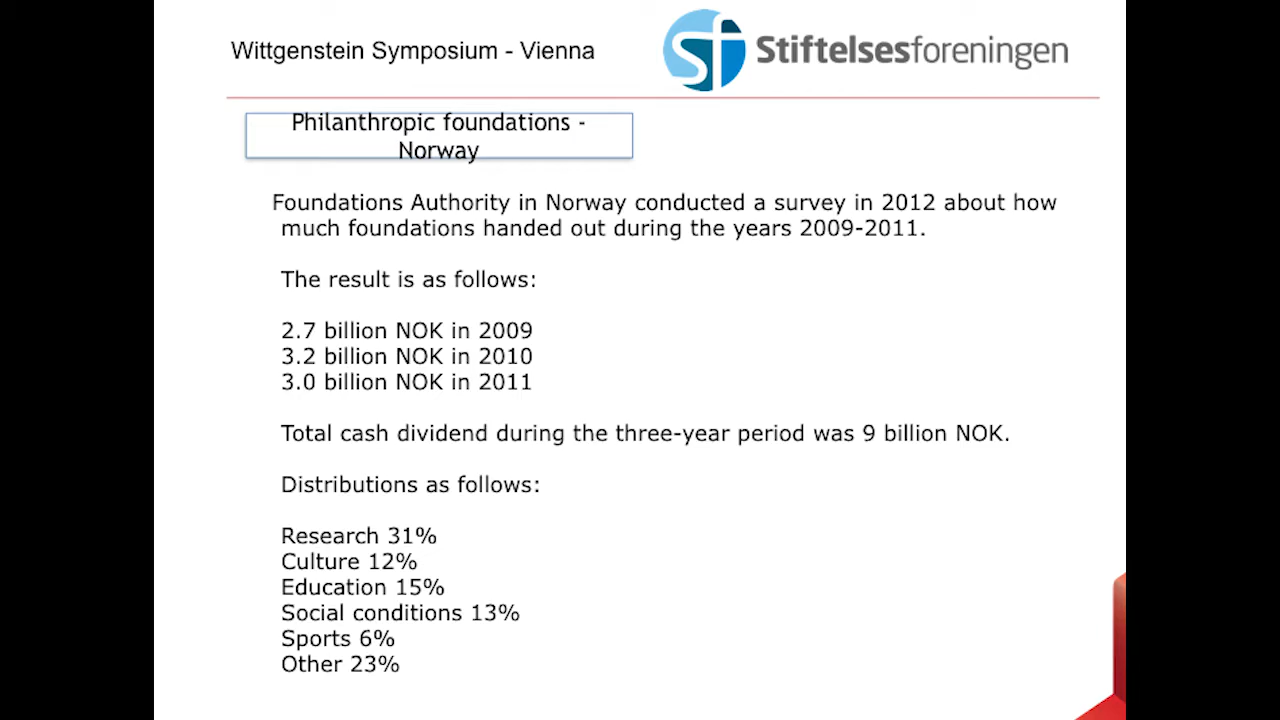 Wittgenstein Symposium - Vienna
sf Stiftelsesforeningen
Philanthropic foundations -
Norway
Foundations Authority in Norway conducted a survey in 2012 about how
much foundations handed out during the years 2009-2011.
The result is as follows:
2.7 billion NOK in 2009
3.2 billion NOK in 2010
3.0 billion NOK in 2011
Total cash dividend during the three-year period was 9 billion NOK.
Distributions as follows:
Research 31%
Culture 12%
Education 15%
Social conditions 13%
Sports 6%
Other 23%